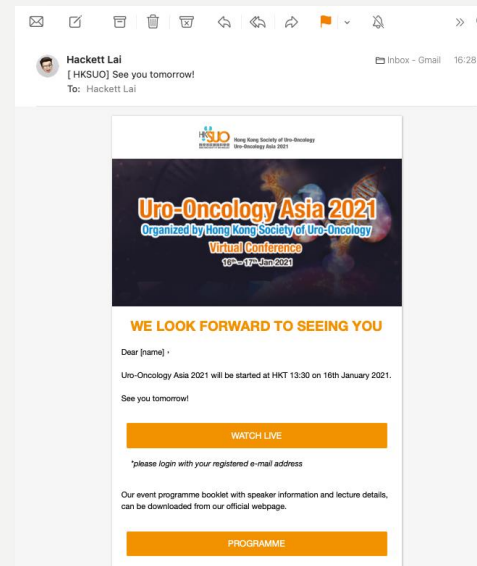 Hackett Lai
Inbox - Gmail 16:28
[ HKSUO] See you tomorrow!
To: Hackett Lai
HKSUO
Hong Kong Society of Uro-Oncology
Uro-Oncology Asia 2021
Uro-Oncology Asia 2021
Organized by Hong Kong Society of Uro-Oncology
Virtual Conference
16th - 17th Jan 2021
WE LOOK FORWARD TO SEEING YOU
Dear [name] ,
Uro-Oncology Asia 2021 will be started at HKT 13:30 on 16th January 2021.
See you tomorrow!
WATCH LIVE
*please login with your registered e-mail address
Our event programme booklet with speaker information and lecture details,
can be downloaded from our official webpage.
PROGRAMME